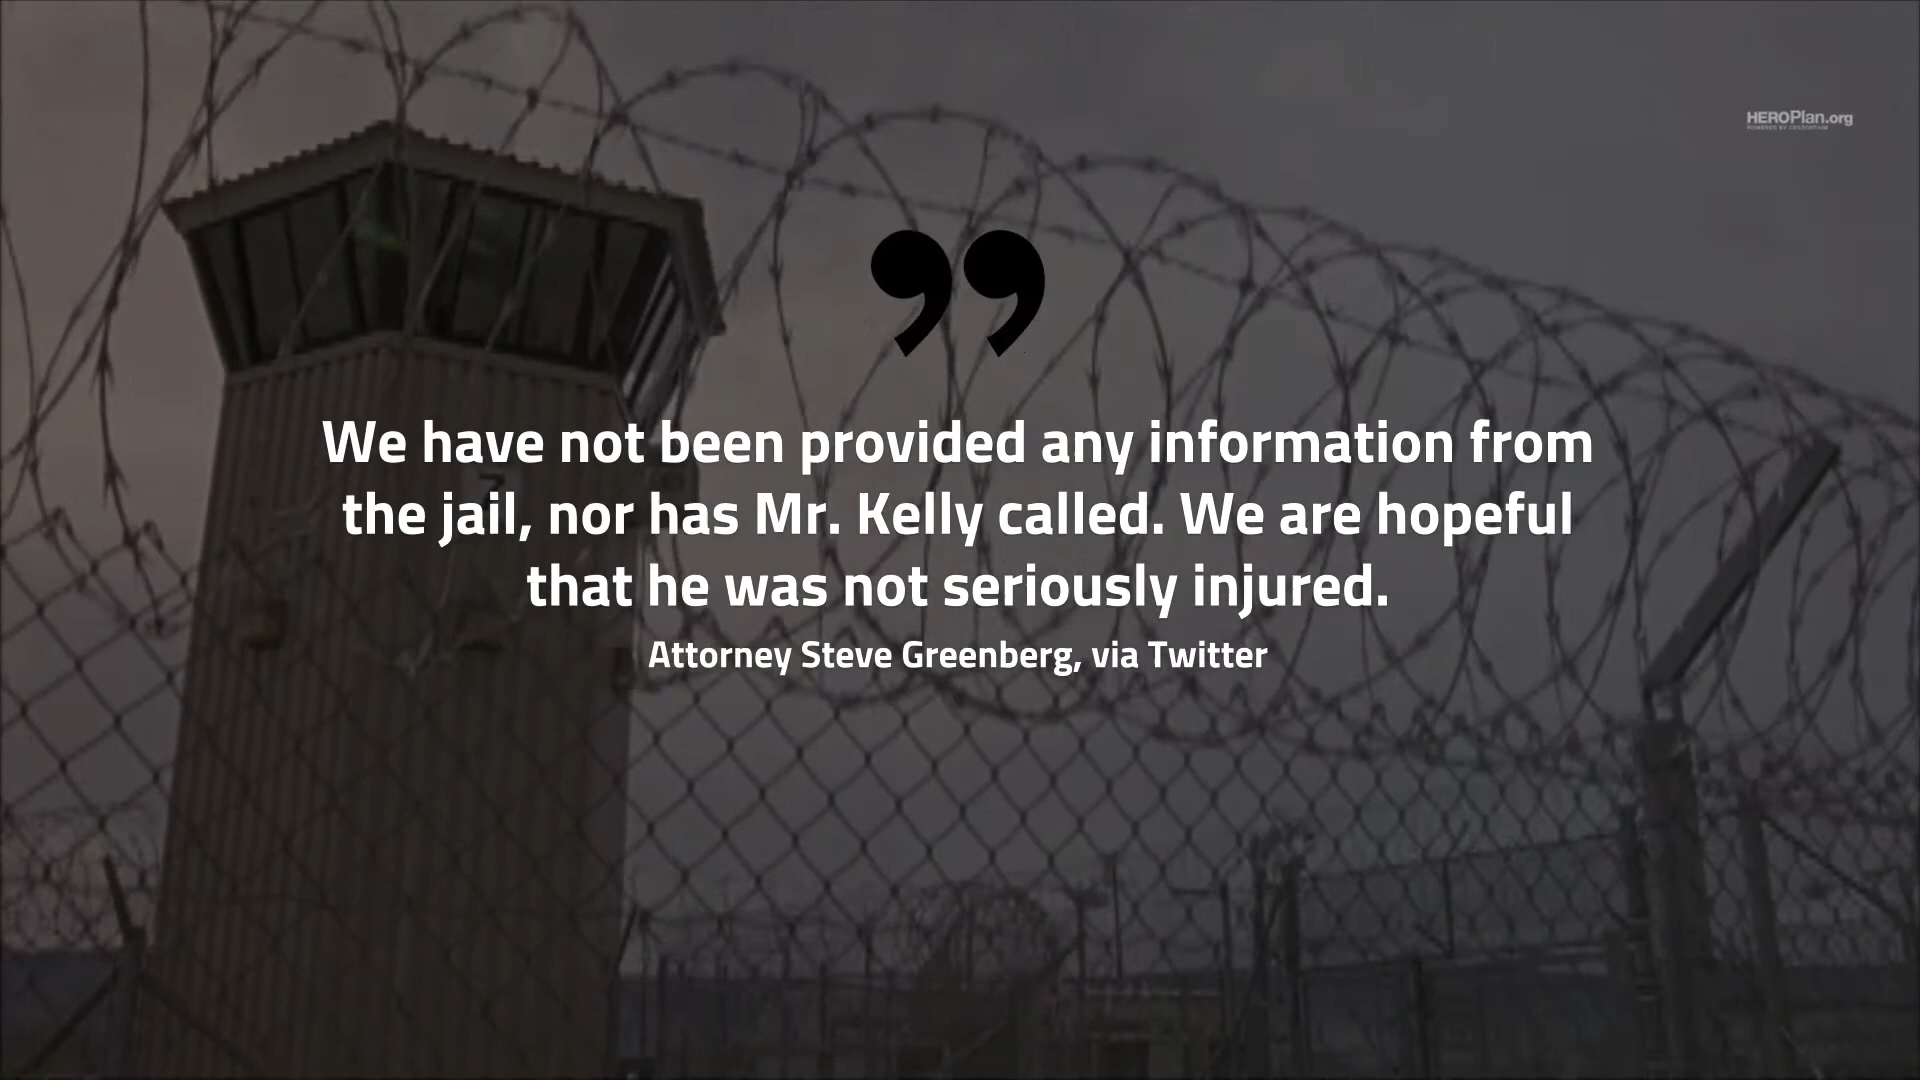 HEROPlan.org
”
We have not been provided any information from
the jail, nor has Mr. Kelly called. We are hopeful
that he was not seriously injured.
Attorney Steve Greenberg, via Twitter